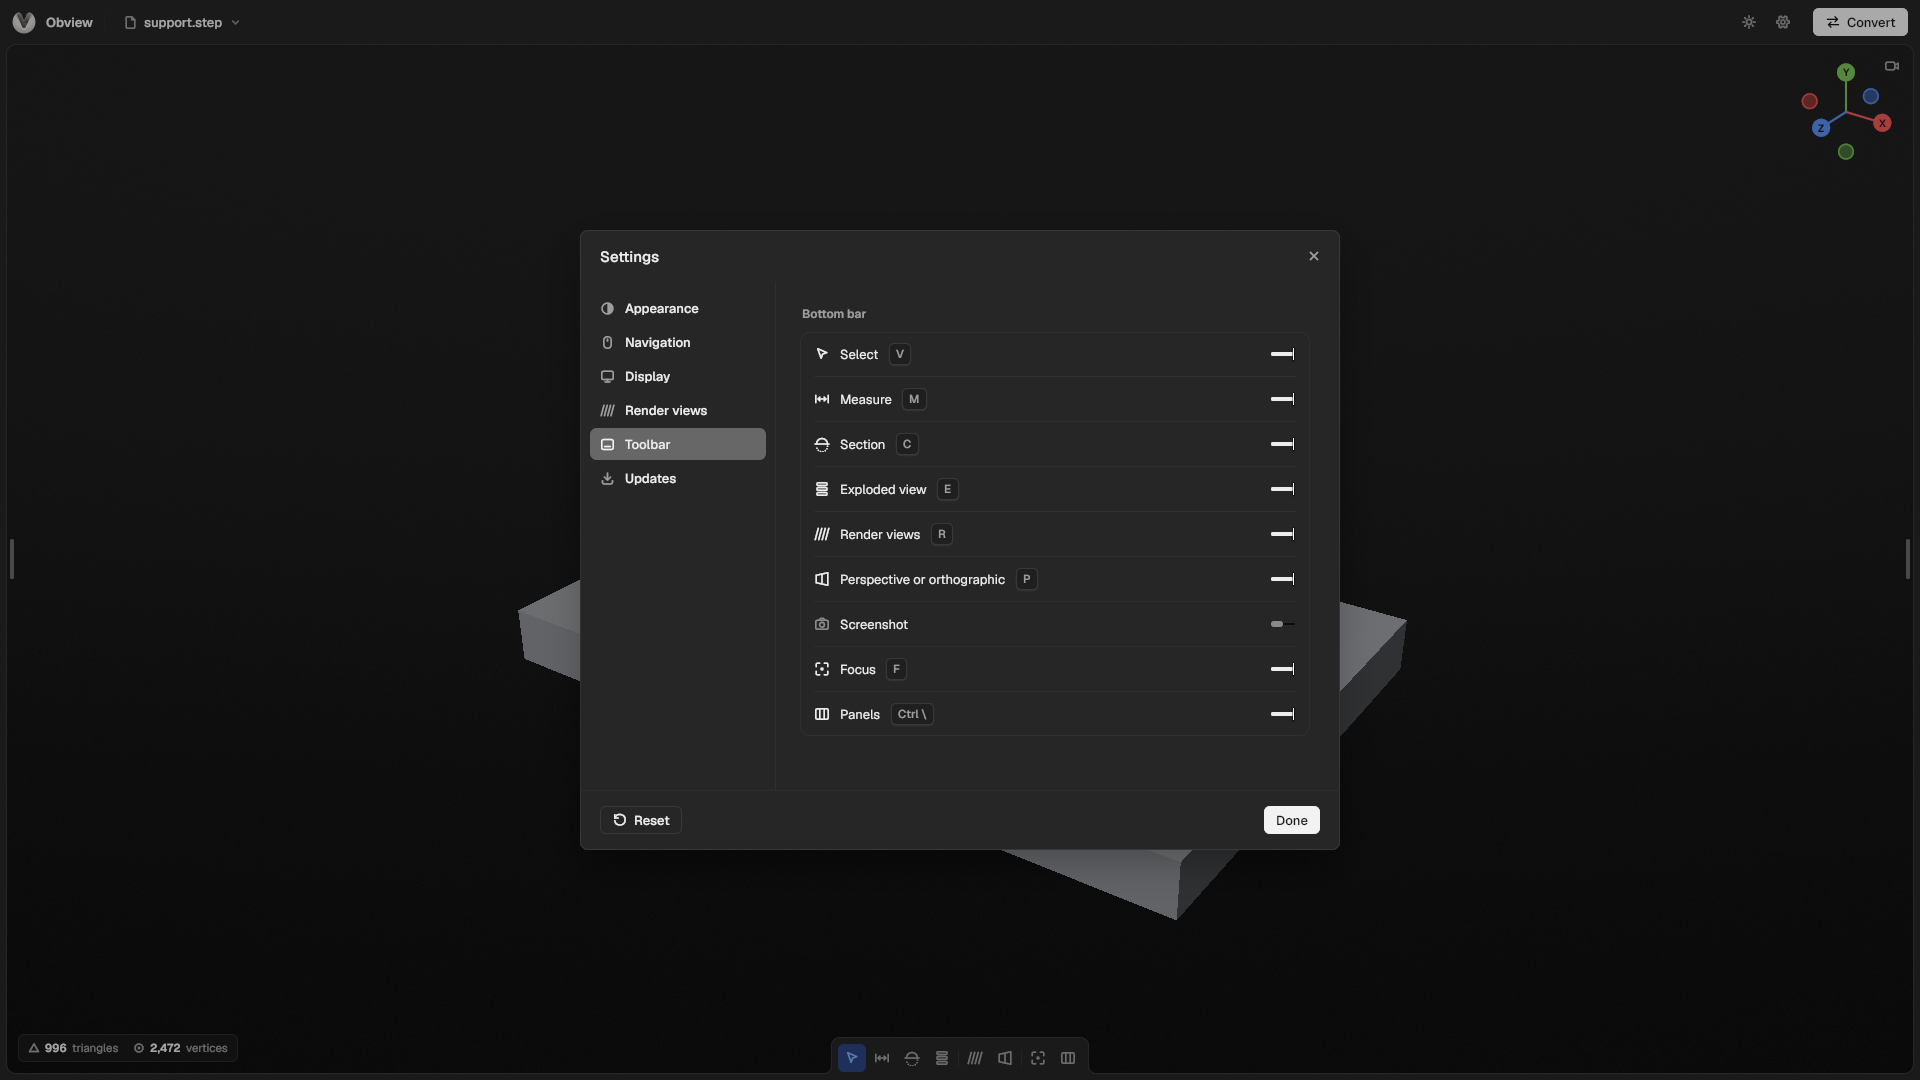 Obview
support.step
Convert
Y
X
Z
Settings
Appearance
Navigation
Display
Render views
Toolbar
Updates
Bottom bar
Select V
Measure M
Section C
Exploded view E
Render views R
Perspective or orthographic P
Screenshot
Focus F
Panels Ctrl \
Reset
Done
996 triangles 2,472 vertices